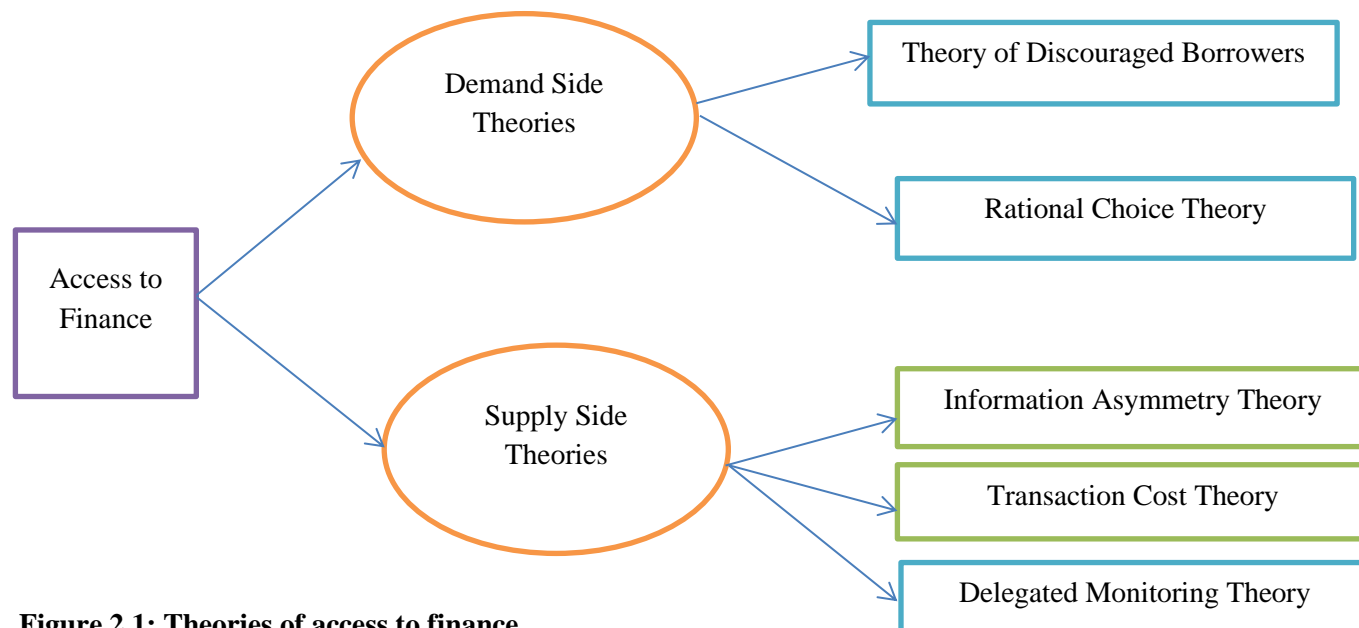 Theory of Discouraged Borrowers
Demand Side
Theories
Rational Choice Theory
Access to
Finance
Information Asymmetry Theory
Supply Side
Theories
Transaction Cost Theory
Delegated Monitoring Theory
Figure 2.1: Theories of access to finance